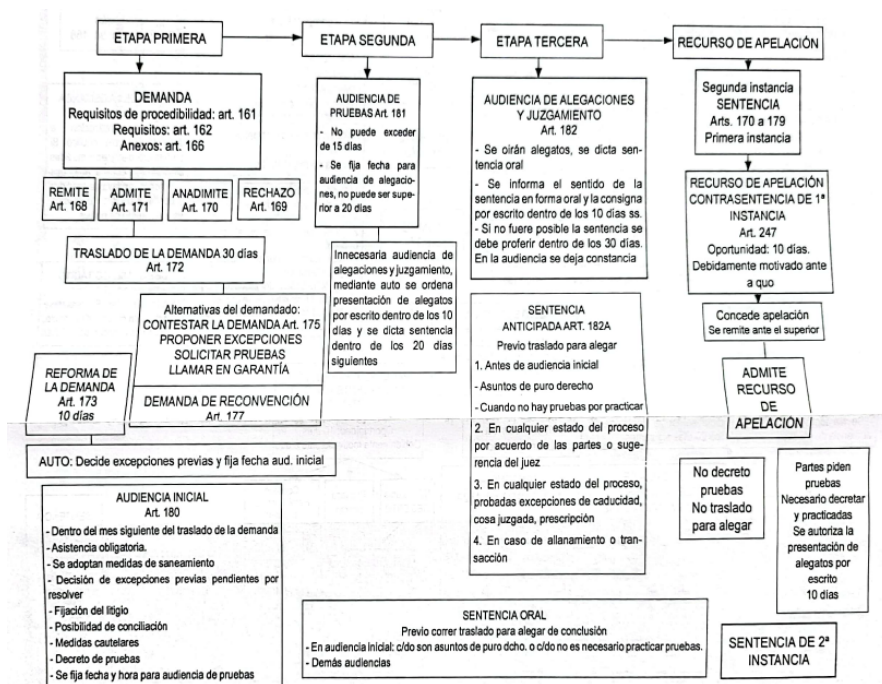 ETAPA PRIMERA
ETAPA SEGUNDA
ETAPA TERCERA
RECURSO DE APELACIÓN
DEMANDA
Requisitos de procedibilidad: art. 161
Requisitos: art. 162
Anexos: art. 166
REMITE
Art. 168
ADMITE
Art. 171
ANADIMITE
Art. 170
RECHAZO
Art. 169
TRASLADO DE LA DEMANDA 30 días
Art. 172
Alternativas del demandado:
CONTESTAR LA DEMANDA Art. 175
PROPONER EXCEPCIONES
SOLICITAR PRUEBAS
LLAMAR EN GARANTÍA
DEMANDA DE RECONVENCIÓN
Art. 177
REFORMA DE
LA DEMANDA
Art. 173
10 días
AUTO: Decide excepciones previas y fija fecha aud. inicial
AUDIENCIA INICIAL
Art. 180
- Dentro del mes siguiente del traslado de la demanda
- Asistencia obligatoria.
- Se adoptan medidas de saneamiento
- Decisión de excepciones previas pendientes por
resolver
- Fijación del litigio
- Posibilidad de conciliación
- Medidas cautelares
- Decreto de pruebas
- Se fija fecha y hora para audiencia de pruebas
AUDIENCIA DE
PRUEBAS Art. 181
- No puede exceder
de 15 días
- Se fija fecha para
audiencia de alegacio-
nes, no puede ser supe-
rior a 20 días
Innecesaria audiencia de
alegaciones y juzgamiento,
mediante auto se ordena
presentación de alegatos
por escrito dentro de los 10
días y se dicta sentencia
dentro de los 20 días
siguientes
AUDIENCIA DE ALEGACIONES
Y JUZGAMIENTO
Art. 182
- Se oirán alegatos, se dicta sen-
tencia oral
- Se informa el sentido de la
sentencia en forma oral y la consigna
por escrito dentro de los 10 días ss.
- Si no fuere posible la sentencia se
debe proferir dentro de los 30 días.
En la audiencia se deja constancia
SENTENCIA
ANTICIPADA ART. 182A
Previo traslado para alegar
1. Antes de audiencia inicial
- Asuntos de puro derecho
- Cuando no hay pruebas por practicar
2. En cualquier estado del proceso
por acuerdo de las partes o suge-
rencia del juez
3. En cualquier estado del proceso,
probadas excepciones de caducidad,
cosa juzgada, prescripción
4. En caso de allanamiento o tran-
sacción
SENTENCIA ORAL
Previo correr traslado para alegar de conclusión
- En audiencia inicial: c/do son asuntos de puro dcho. o c/do no es necesario practicar pruebas.
- Demás audiencias
Segunda instancia
SENTENCIA
Arts. 170 a 179
Primera instancia
RECURSO DE APELACIÓN
CONTRASENTENCIA DE 1ª
INSTANCIA
Art. 247
Oportunidad: 10 días.
Debidamente motivado ante
a quo
Concede apelación
Se remite ante el superior
ADMITE
RECURSO
DE
APELACIÓN
No decreto
pruebas
No traslado
para alegar
Partes piden
pruebas
Necesario decretar
y practicadas
Se autoriza la
presentación de
alegatos por
escrito
10 días
SENTENCIA DE 2ª
INSTANCIA